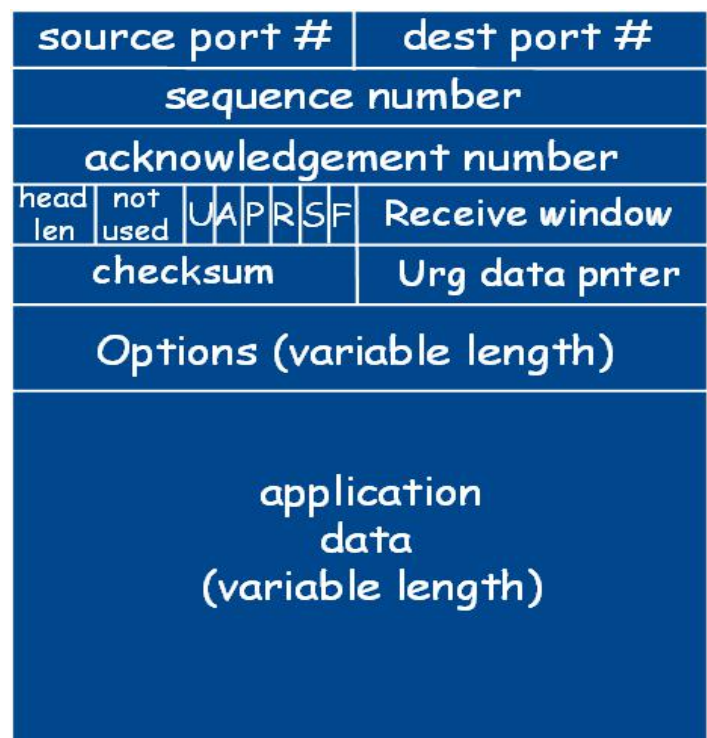 source port # dest port #
sequence number
acknowledgement number
head len not used U A P R S F Receive window
checksum Urg data pnter
Options (variable length)
application
data
(variable length)